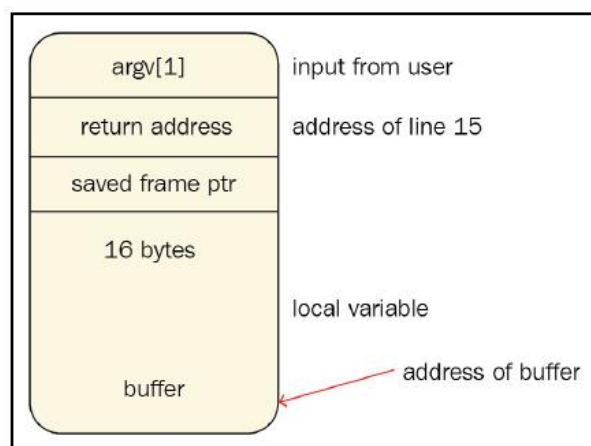 argv[1] input from user
return address address of line 15
saved frame ptr
16 bytes
local variable
address of buffer
buffer